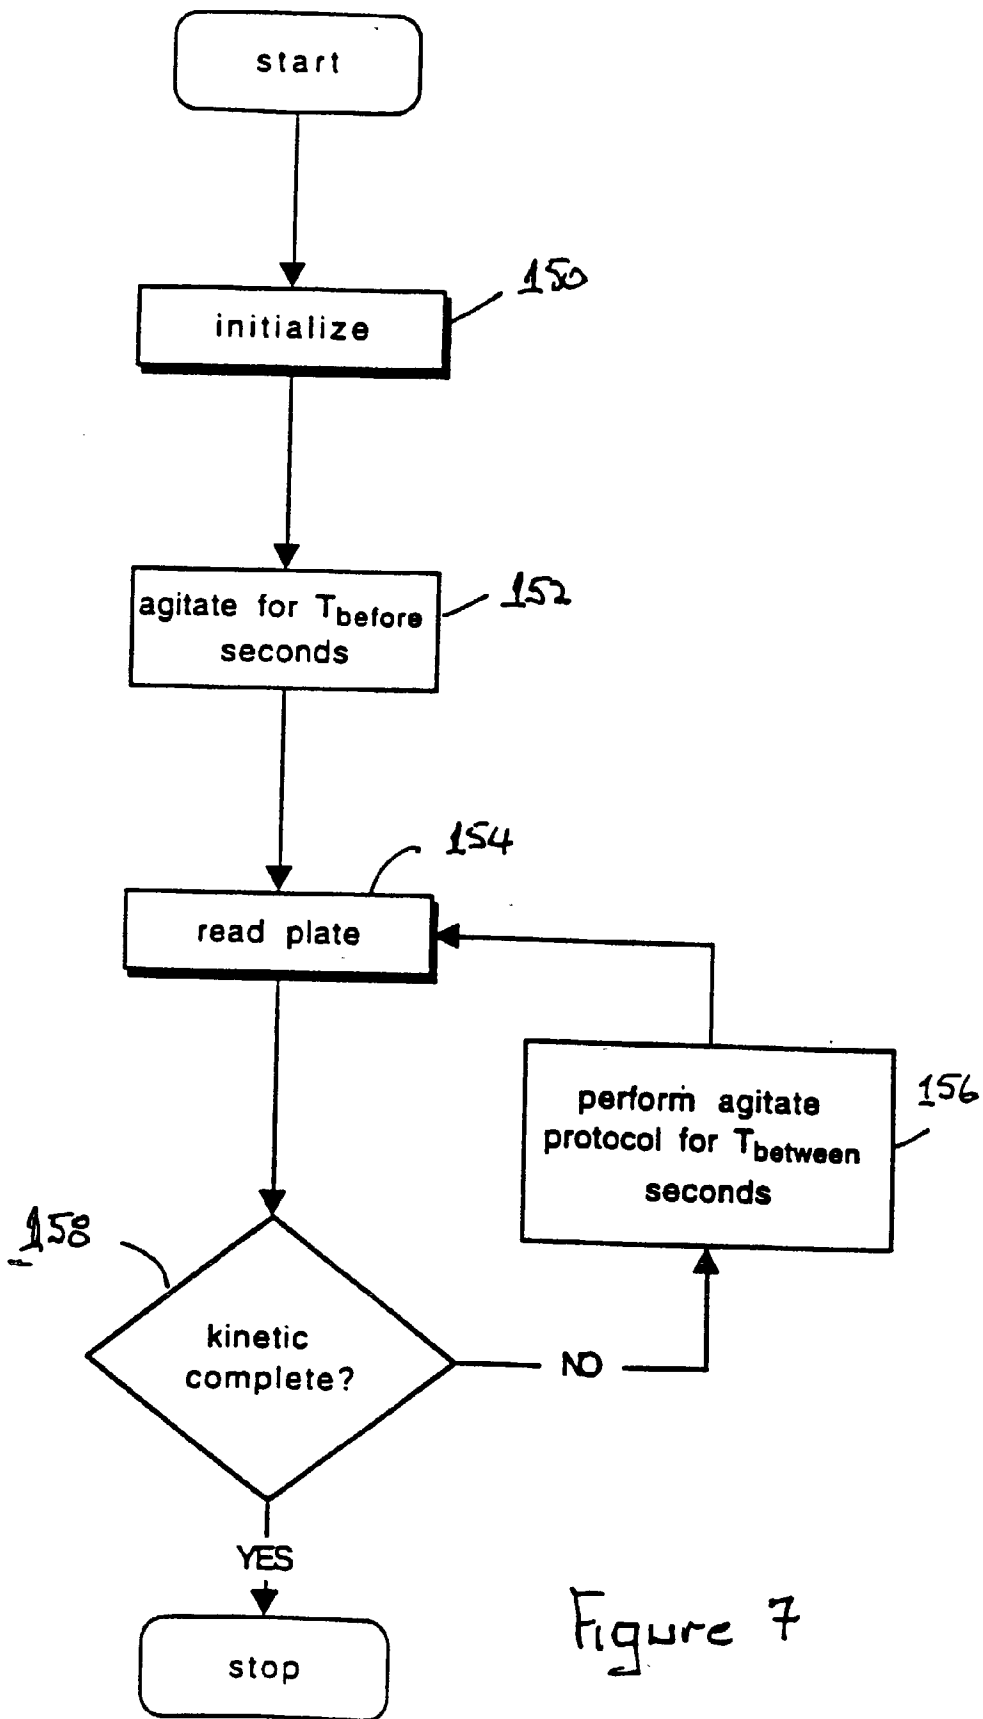 start
150
initialize
152
agitate for Tbefore
seconds
154
read plate
156
perform agitate
protocol for Tbetween
seconds
158
kinetic
complete?
NO
YES
stop
Figure 7